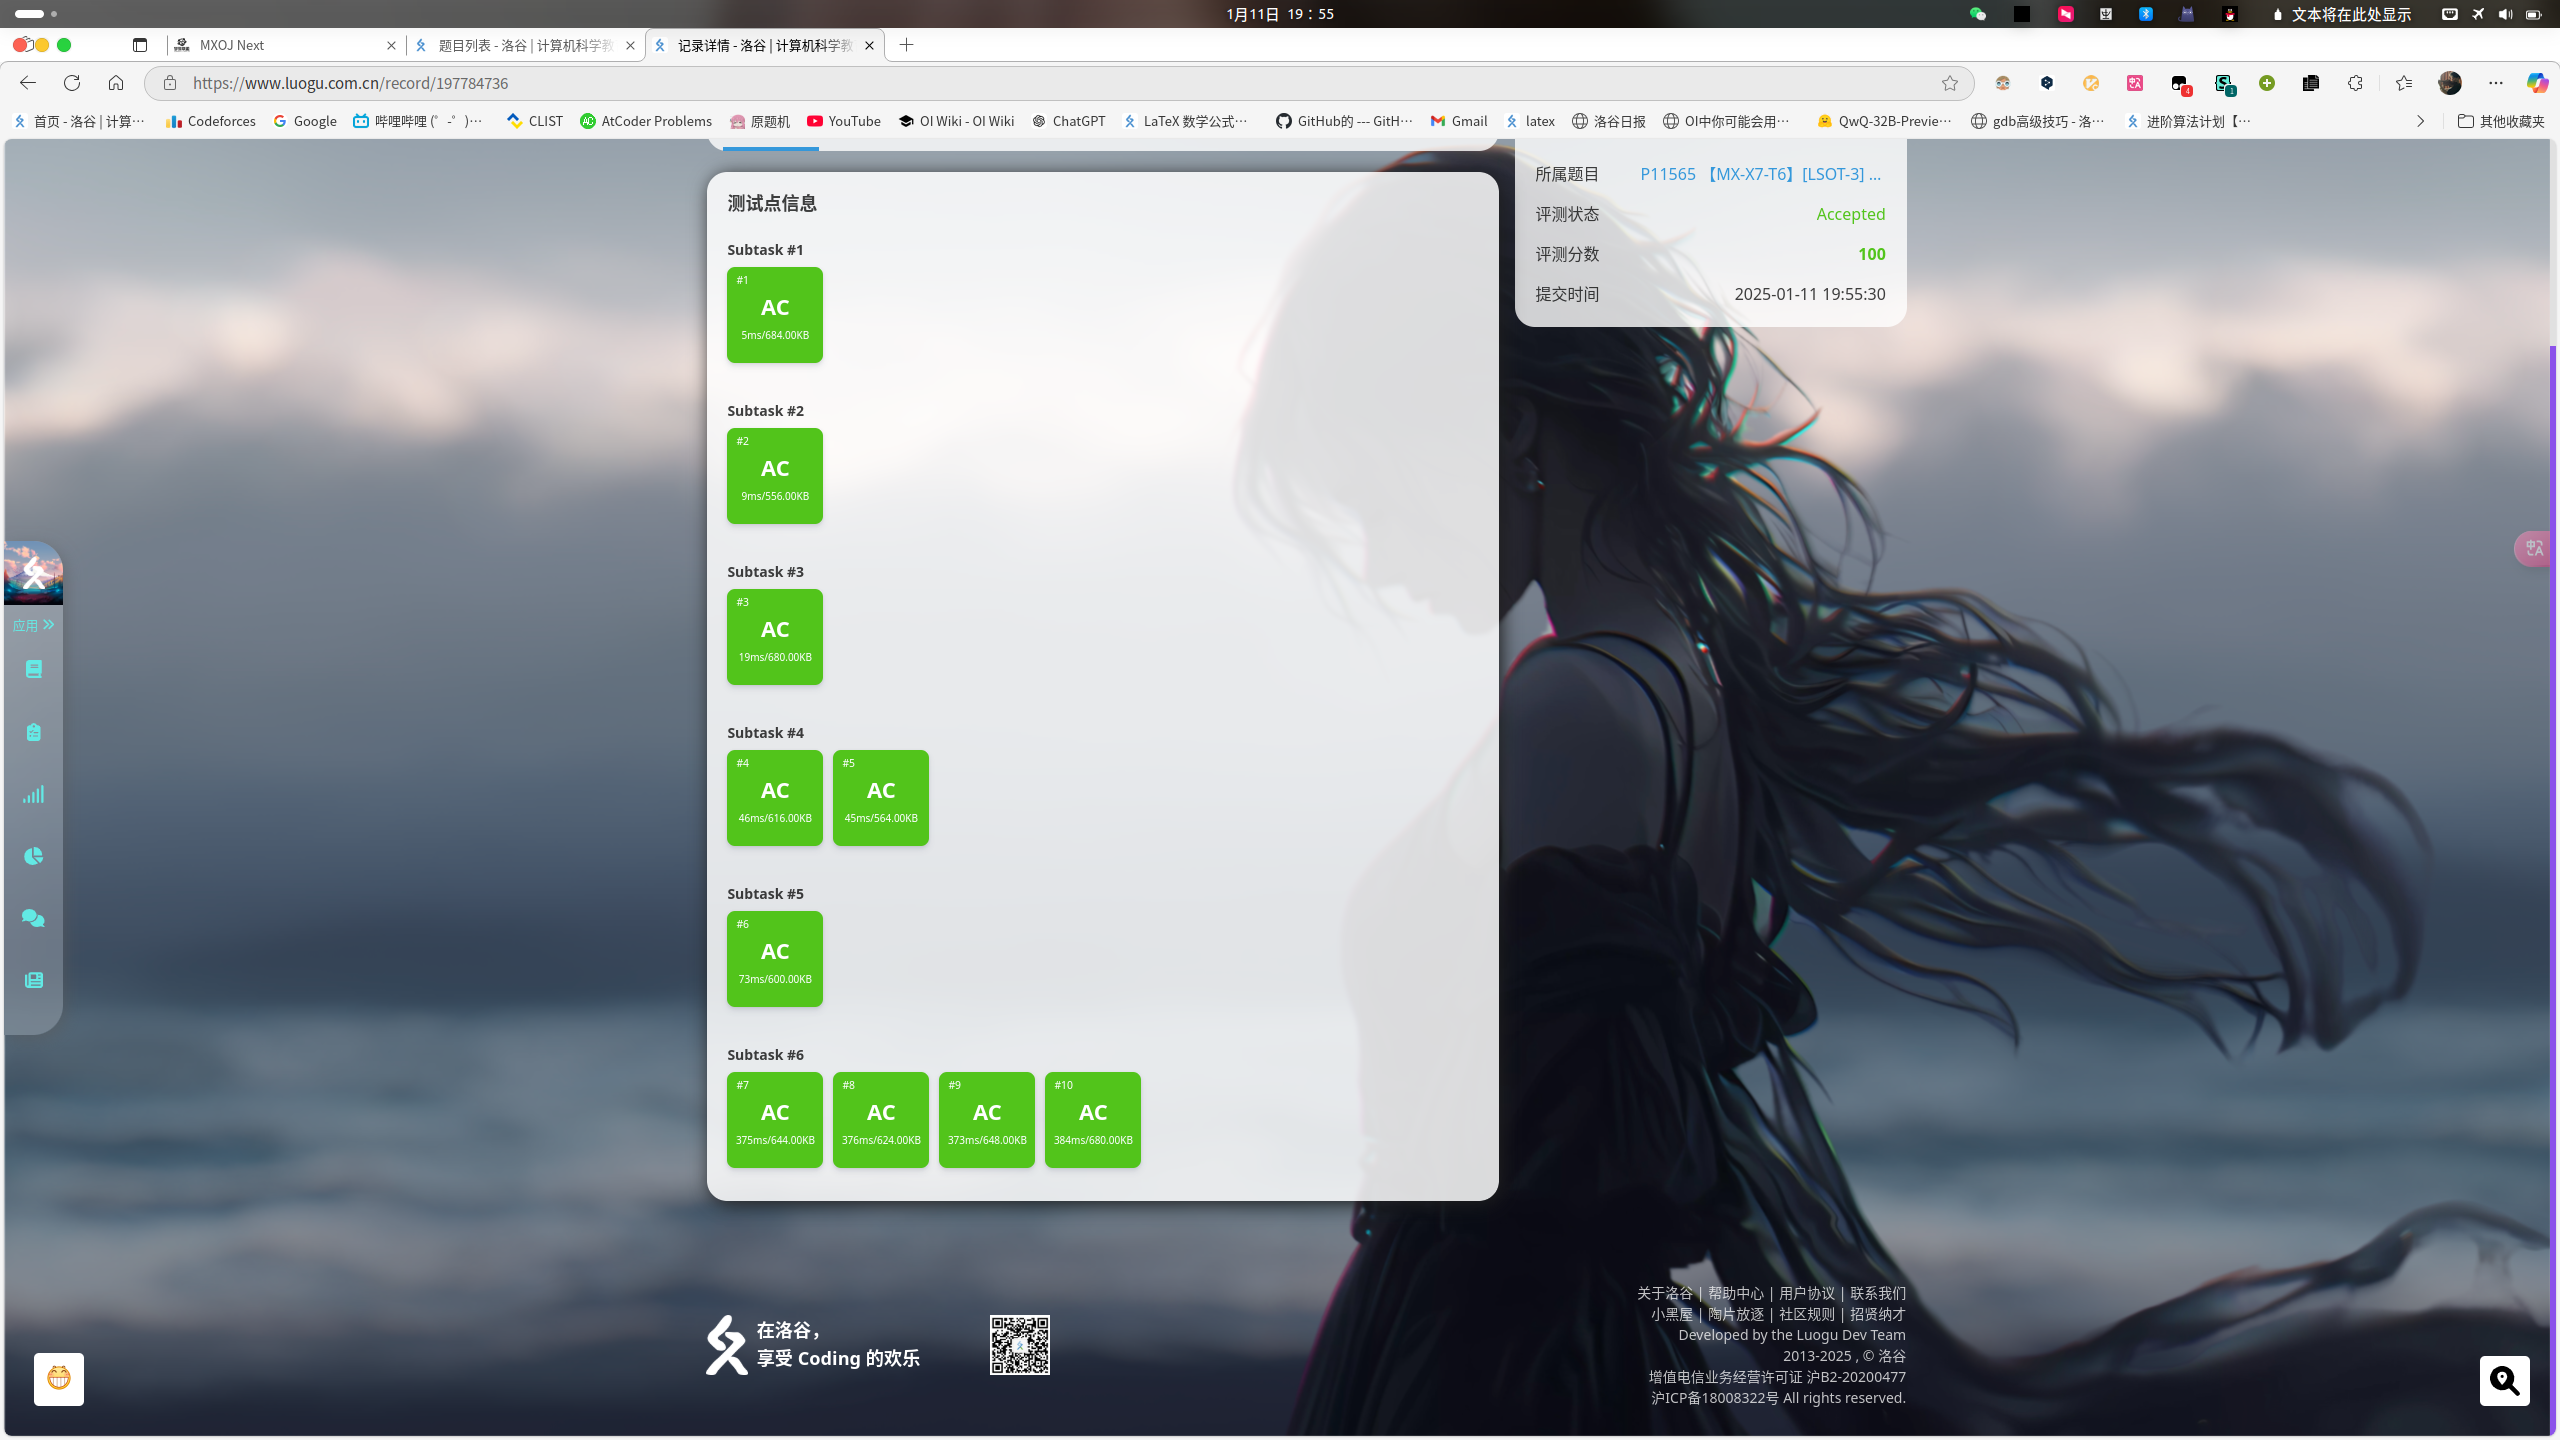 1月11日 19：55
文本将在此处显示
MXOJ Next
题目列表 - 洛谷 | 计算机科学教
记录详情 - 洛谷 | 计算机科学教
https://www.luogu.com.cn/record/197784736
4
1
首页 - 洛谷 | 计算…
Codeforces
Google
哔哩哔哩 (゜-゜)…
CLIST
AtCoder Problems
原题机
YouTube
OI Wiki - OI Wiki
ChatGPT
LaTeX 数学公式…
GitHub的 --- GitH…
Gmail
latex
洛谷日报
OI中你可能会用…
QwQ-32B-Previe…
gdb高级技巧 - 洛…
进阶算法计划【…
其他收藏夹
所属题目
P11565 【MX-X7-T6】[LSOT-3] ...
评测状态
Accepted
评测分数
100
提交时间
2025-01-11 19:55:30
测试点信息
Subtask #1
#1
AC
5ms/684.00KB
Subtask #2
#2
AC
9ms/556.00KB
Subtask #3
#3
AC
19ms/680.00KB
Subtask #4
#4
AC
46ms/616.00KB
#5
AC
45ms/564.00KB
Subtask #5
#6
AC
73ms/600.00KB
Subtask #6
#7
AC
375ms/644.00KB
#8
AC
376ms/624.00KB
#9
AC
373ms/648.00KB
#10
AC
384ms/680.00KB
应用
在洛谷，
享受 Coding 的欢乐
关于洛谷 | 帮助中心 | 用户协议 | 联系我们
小黑屋 | 陶片放逐 | 社区规则 | 招贤纳才
Developed by the Luogu Dev Team
2013-2025 , © 洛谷
增值电信业务经营许可证 沪B2-20200477
沪ICP备18008322号 All rights reserved.